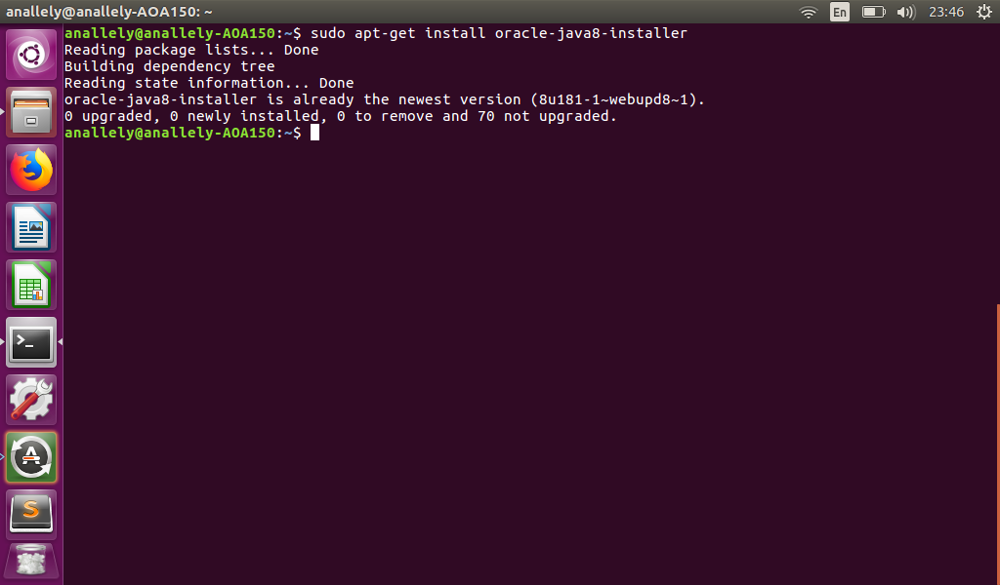 anallely@anallely-AOA150: ~
En
23:46
anallely@anallely-AOA150:~$ sudo apt-get install oracle-java8-installer
Reading package lists... Done
Building dependency tree
Reading state information... Done
oracle-java8-installer is already the newest version (8u181-1~webupd8~1).
0 upgraded, 0 newly installed, 0 to remove and 70 not upgraded.
anallely@anallely-AOA150:~$